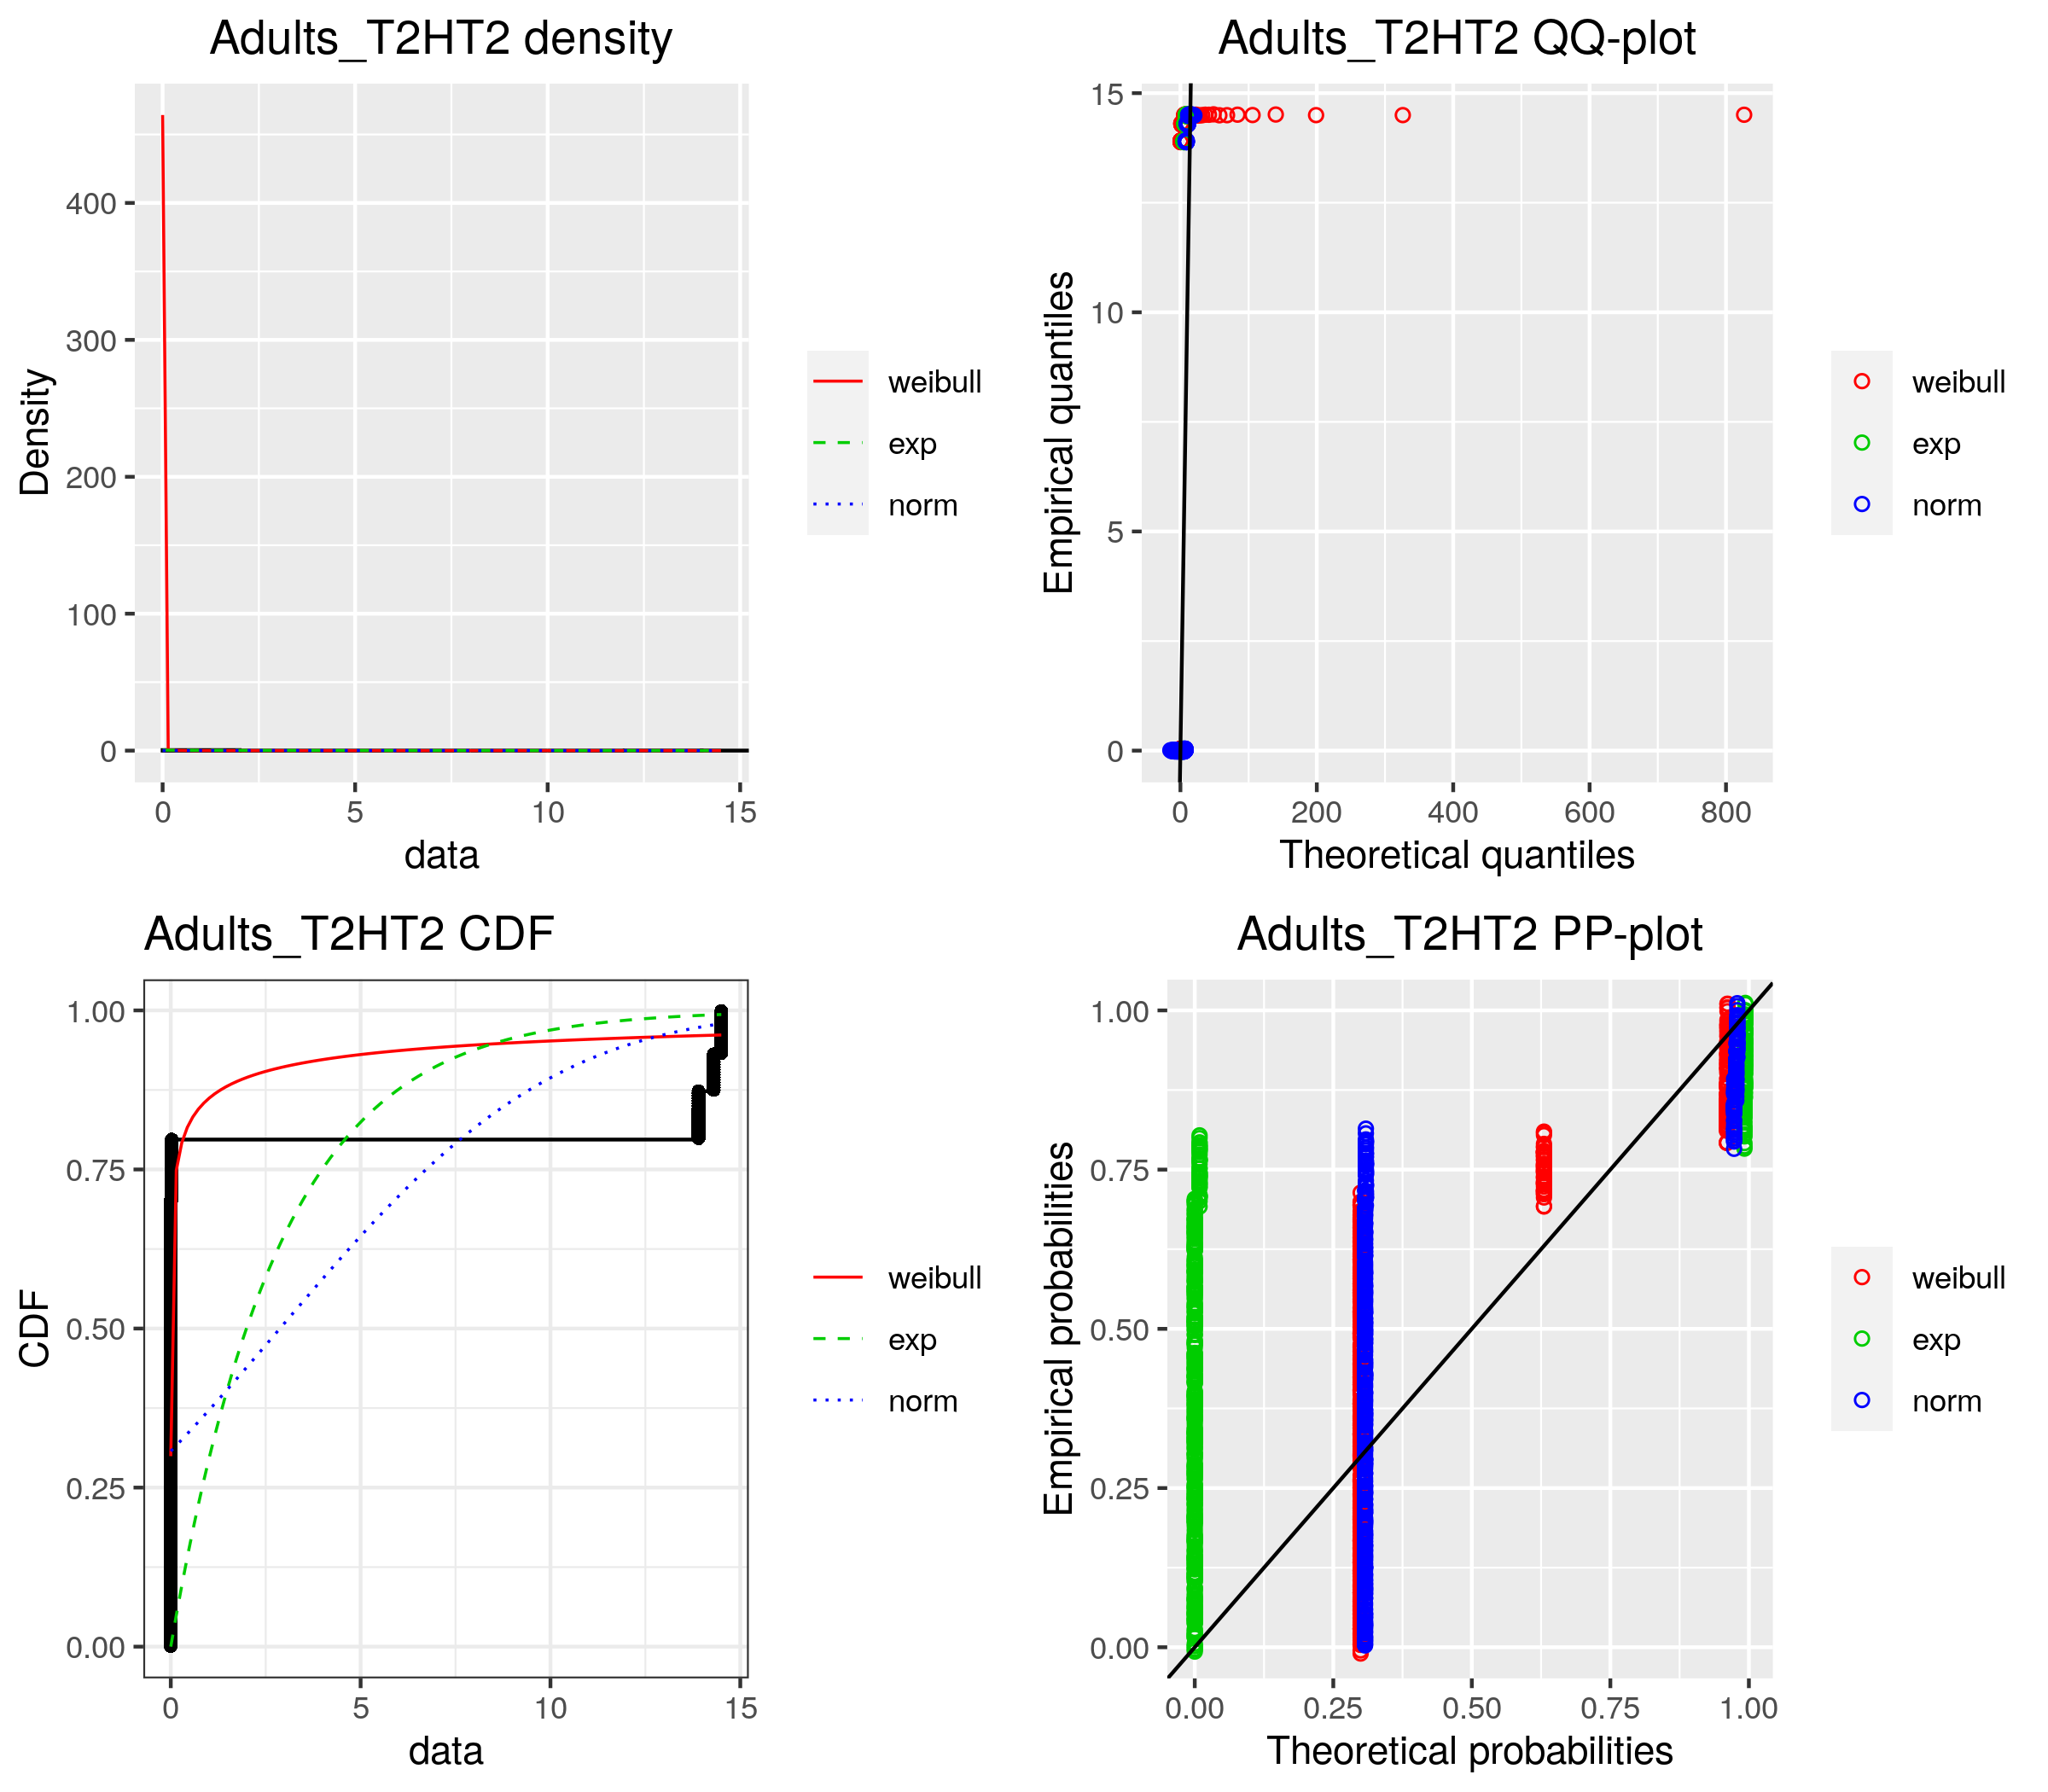 Adults_T2HT2 density
Density
400
300
200
100
0
0 5 10 15
data
weibull
exp
norm
Adults_T2HT2 QQ-plot
Empirical quantiles
15
10
5
0
0 200 400 600 800
Theoretical quantiles
weibull
exp
norm
Adults_T2HT2 CDF
CDF
1.00
0.75
0.50
0.25
0.00
0 5 10 15
data
weibull
exp
norm
Adults_T2HT2 PP-plot
Empirical probabilities
1.00
0.75
0.50
0.25
0.00
0.00 0.25 0.50 0.75 1.00
Theoretical probabilities
weibull
exp
norm